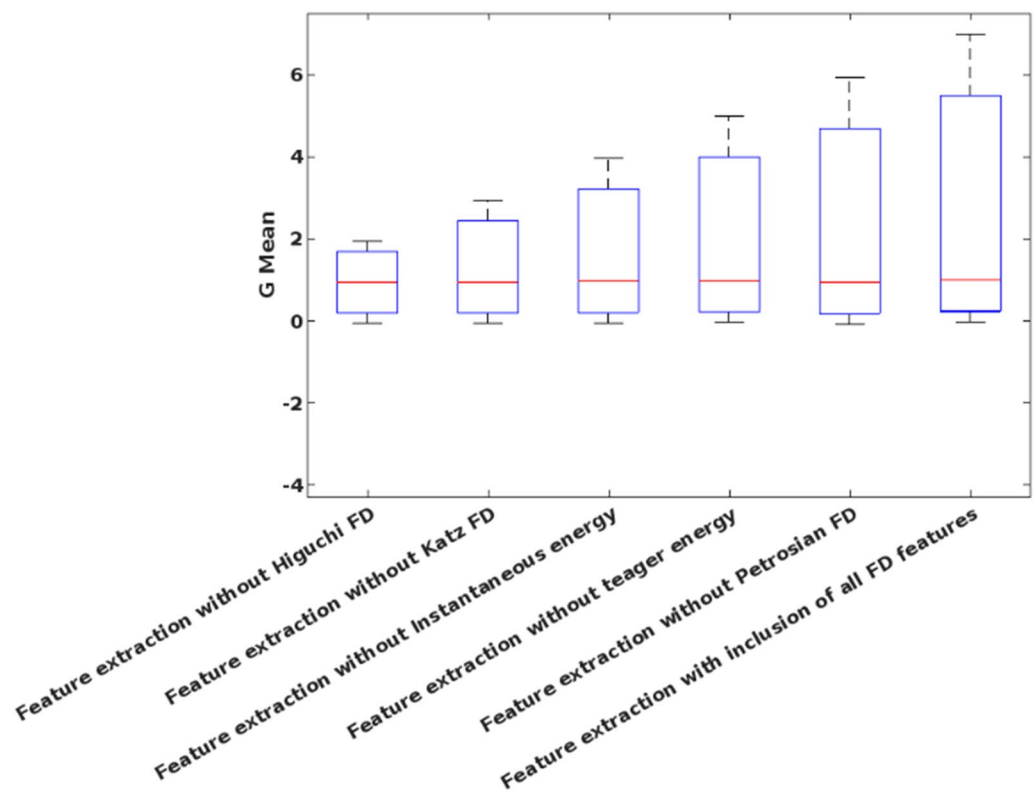 6
4
2
0
-2
-4
G Mean
Feature extraction without Higuchi FD
Feature extraction without Katz FD
Feature extraction without Instantaneous energy
Feature extraction without teager energy
Feature extraction without Petrosian FD
Feature extraction with inclusion of all FD features